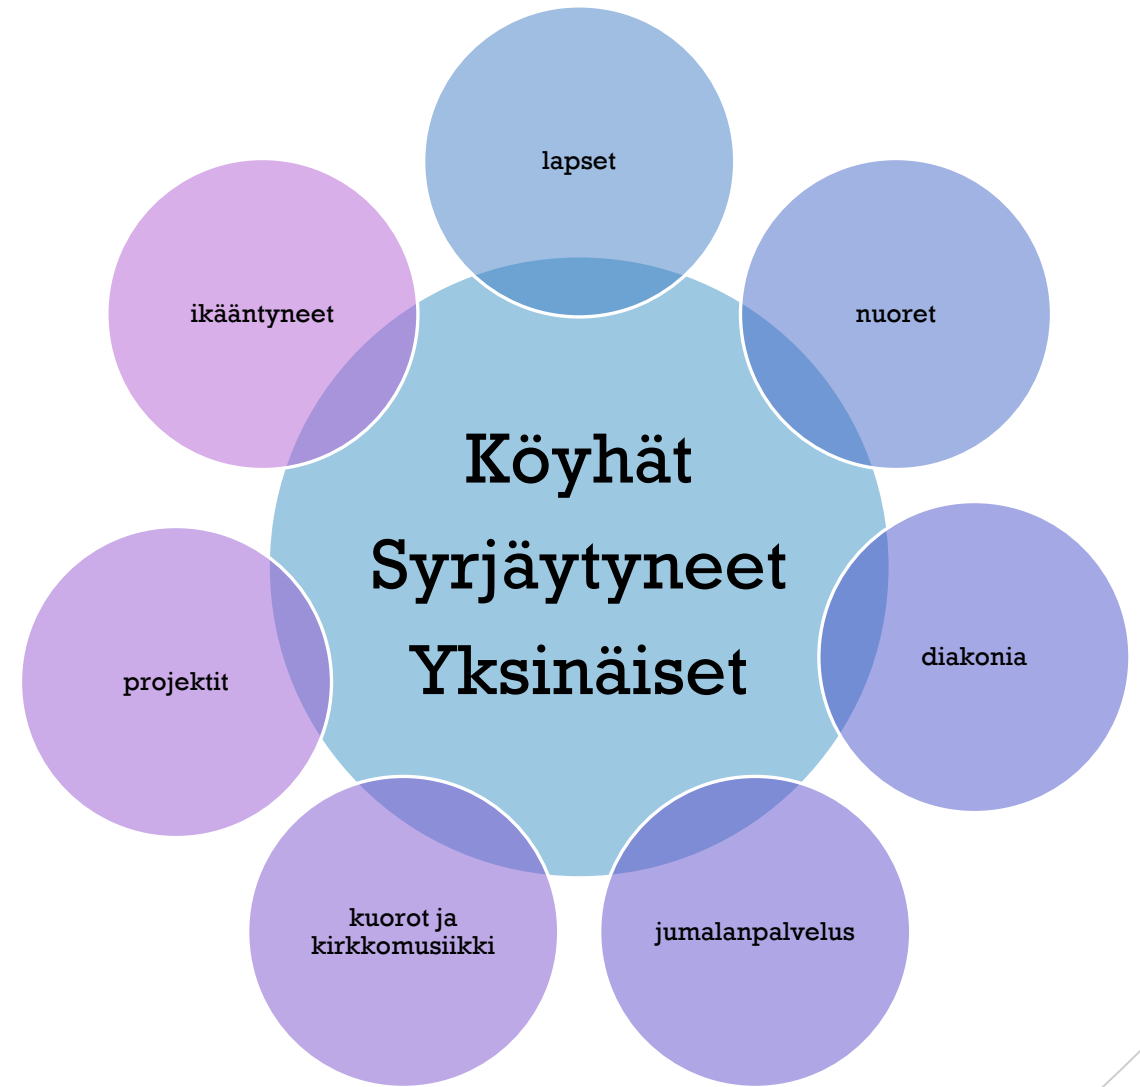 lapset
ikääntyneet
nuoret
Köyhät
Syrjäytyneet
Yksinäiset
diakonia
projektit
kuorot ja
kirkkomusiikki
jumalanpalvelus